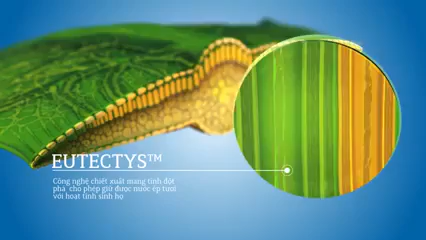 EUTECTYS™
Công nghệ chiết xuất mang tính đột
phá cho phép giữ được nước ép tươi
với hoạt tính sinh họ